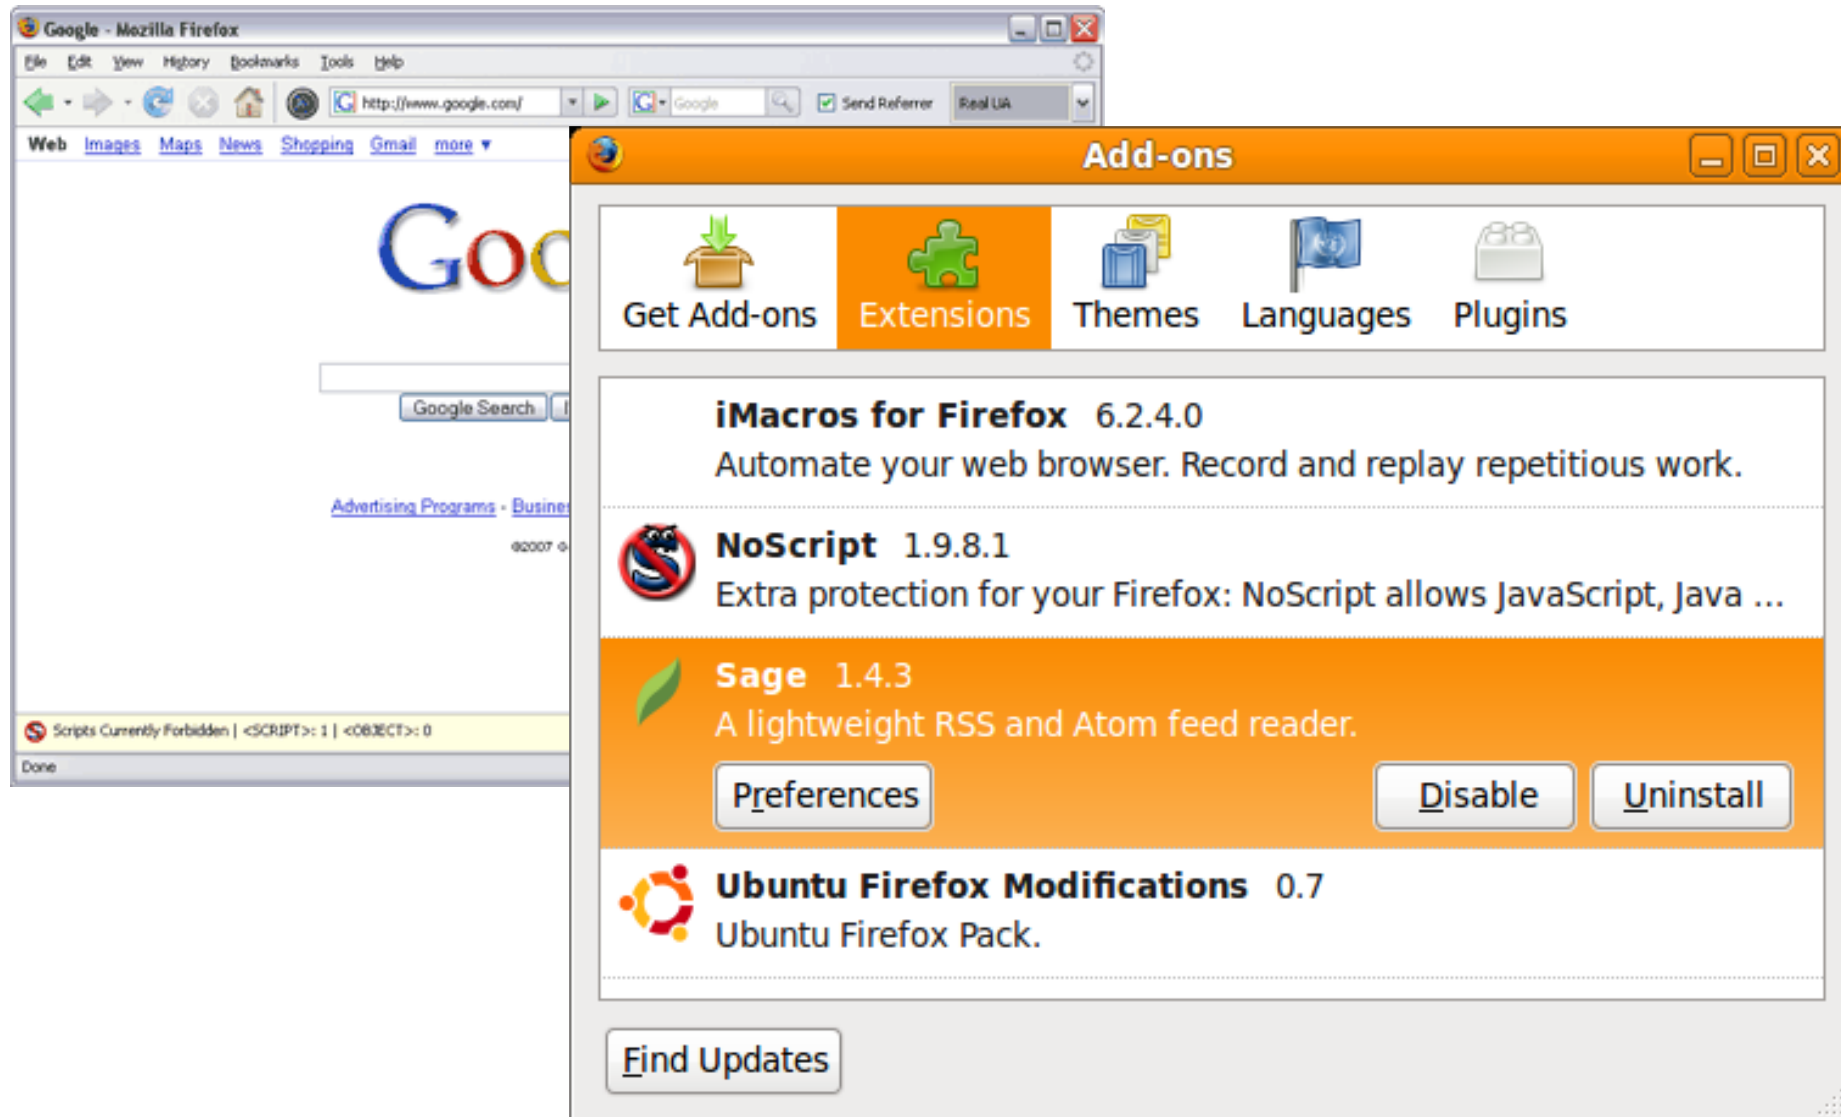 Google - Mozilla Firefox
File Edit View History Bookmarks Tools Help
http://www.google.com/ Google Send Referrer Real UA
Web Images Maps News Shopping Gmail more ▼
Goo
Google Search
Advertising Programs - Busine
©2007 G
Scripts Currently Forbidden | <SCRIPT>: 1 | <OBJECT>: 0
Done
Add-ons
Get Add-ons Extensions Themes Languages Plugins
iMacros for Firefox 6.2.4.0
Automate your web browser. Record and replay repetitious work.
NoScript 1.9.8.1
Extra protection for your Firefox: NoScript allows JavaScript, Java ...
Sage 1.4.3
A lightweight RSS and Atom feed reader.
Preferences Disable Uninstall
Ubuntu Firefox Modifications 0.7
Ubuntu Firefox Pack.
Find Updates